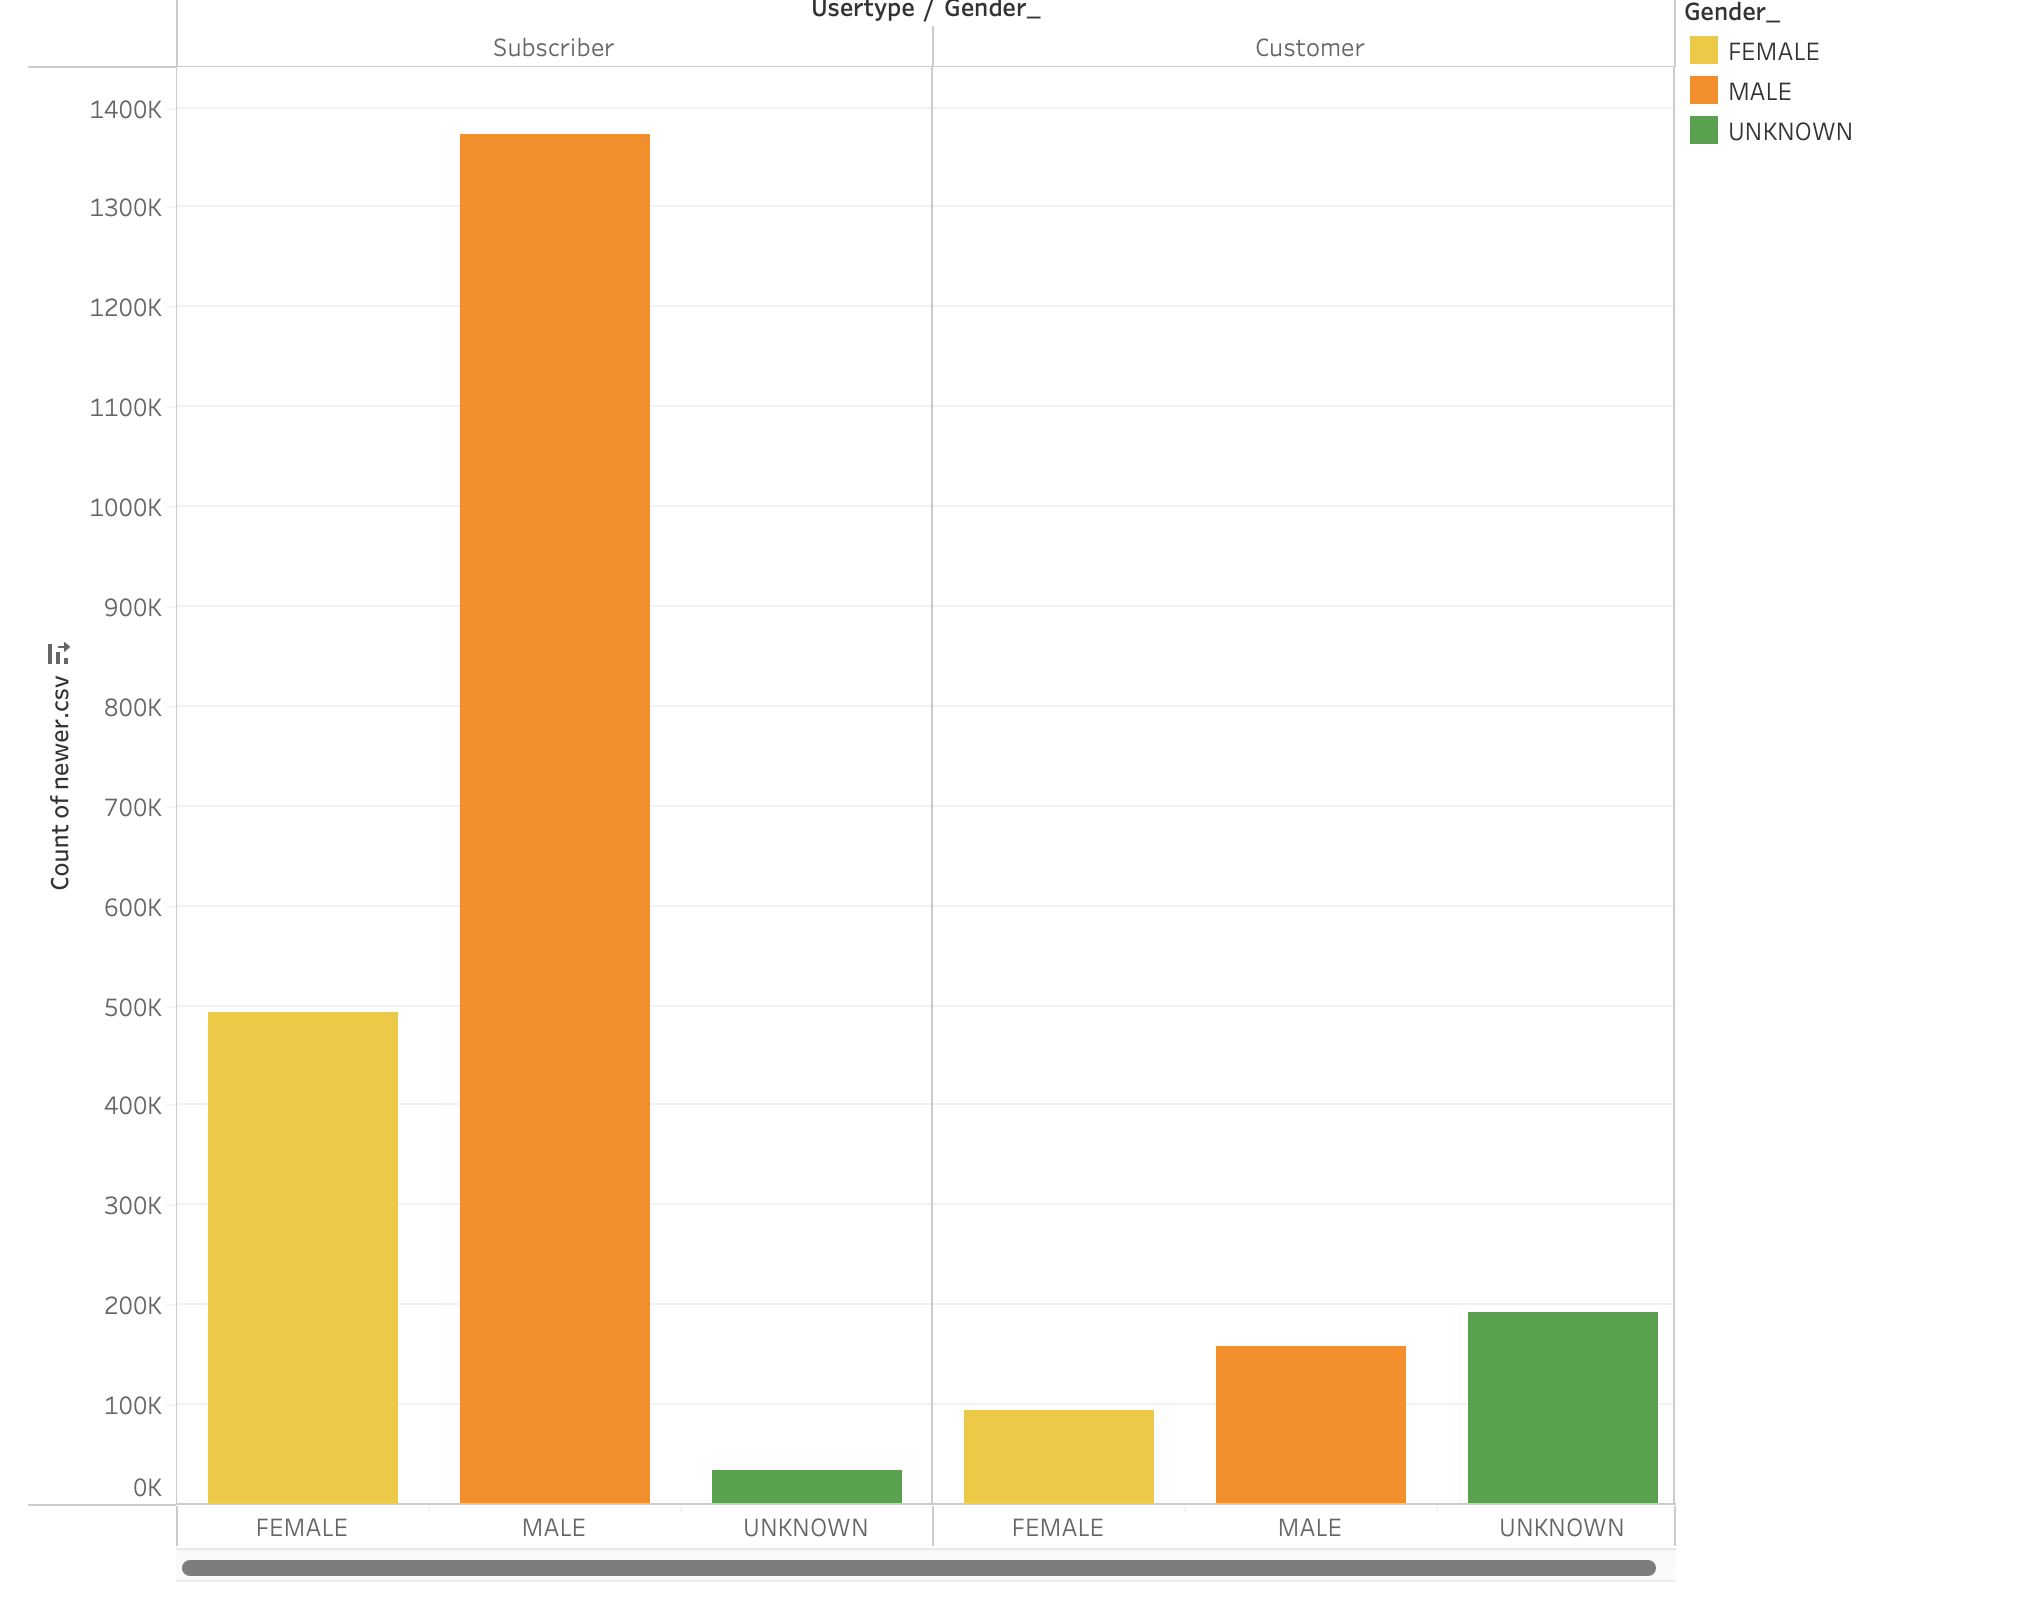 Usertype / Gender_
Subscriber
Customer
Gender_
FEMALE
MALE
UNKNOWN
1400K
1300K
1200K
1100K
1000K
900K
800K
700K
600K
500K
400K
300K
200K
100K
0K
Count of newer.csv
FEMALE
MALE
UNKNOWN
FEMALE
MALE
UNKNOWN